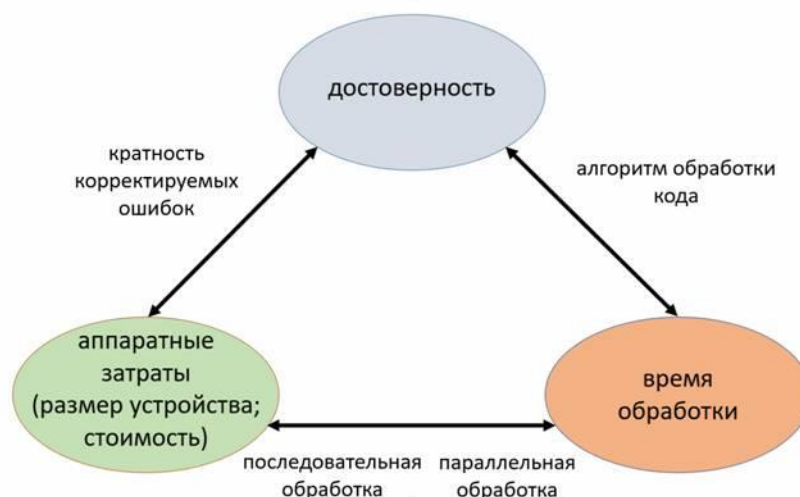 достоверность
кратность
корректируемых
ошибок
алгоритм обработки
кода
аппаратные
затраты
(размер устройства;
стоимость)
время
обработки
последовательная
обработка
параллельная
обработка